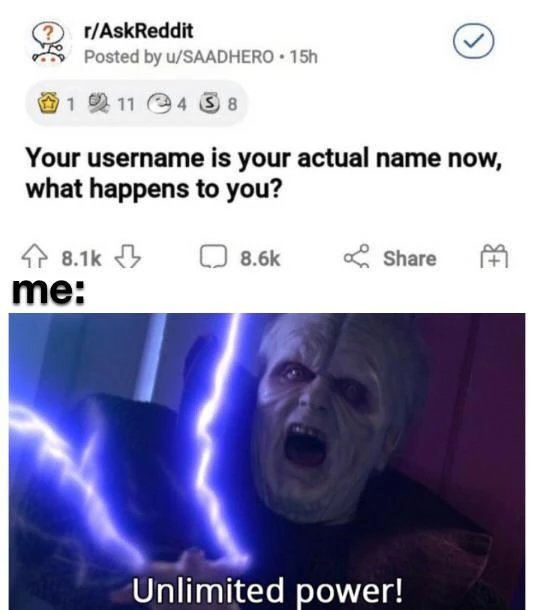 r/AskReddit
Posted by u/SAADHERO • 15h
1 11 4 S 8
Your username is your actual name now,
what happens to you?
8.1k 8.6k Share
me:
Unlimited power!